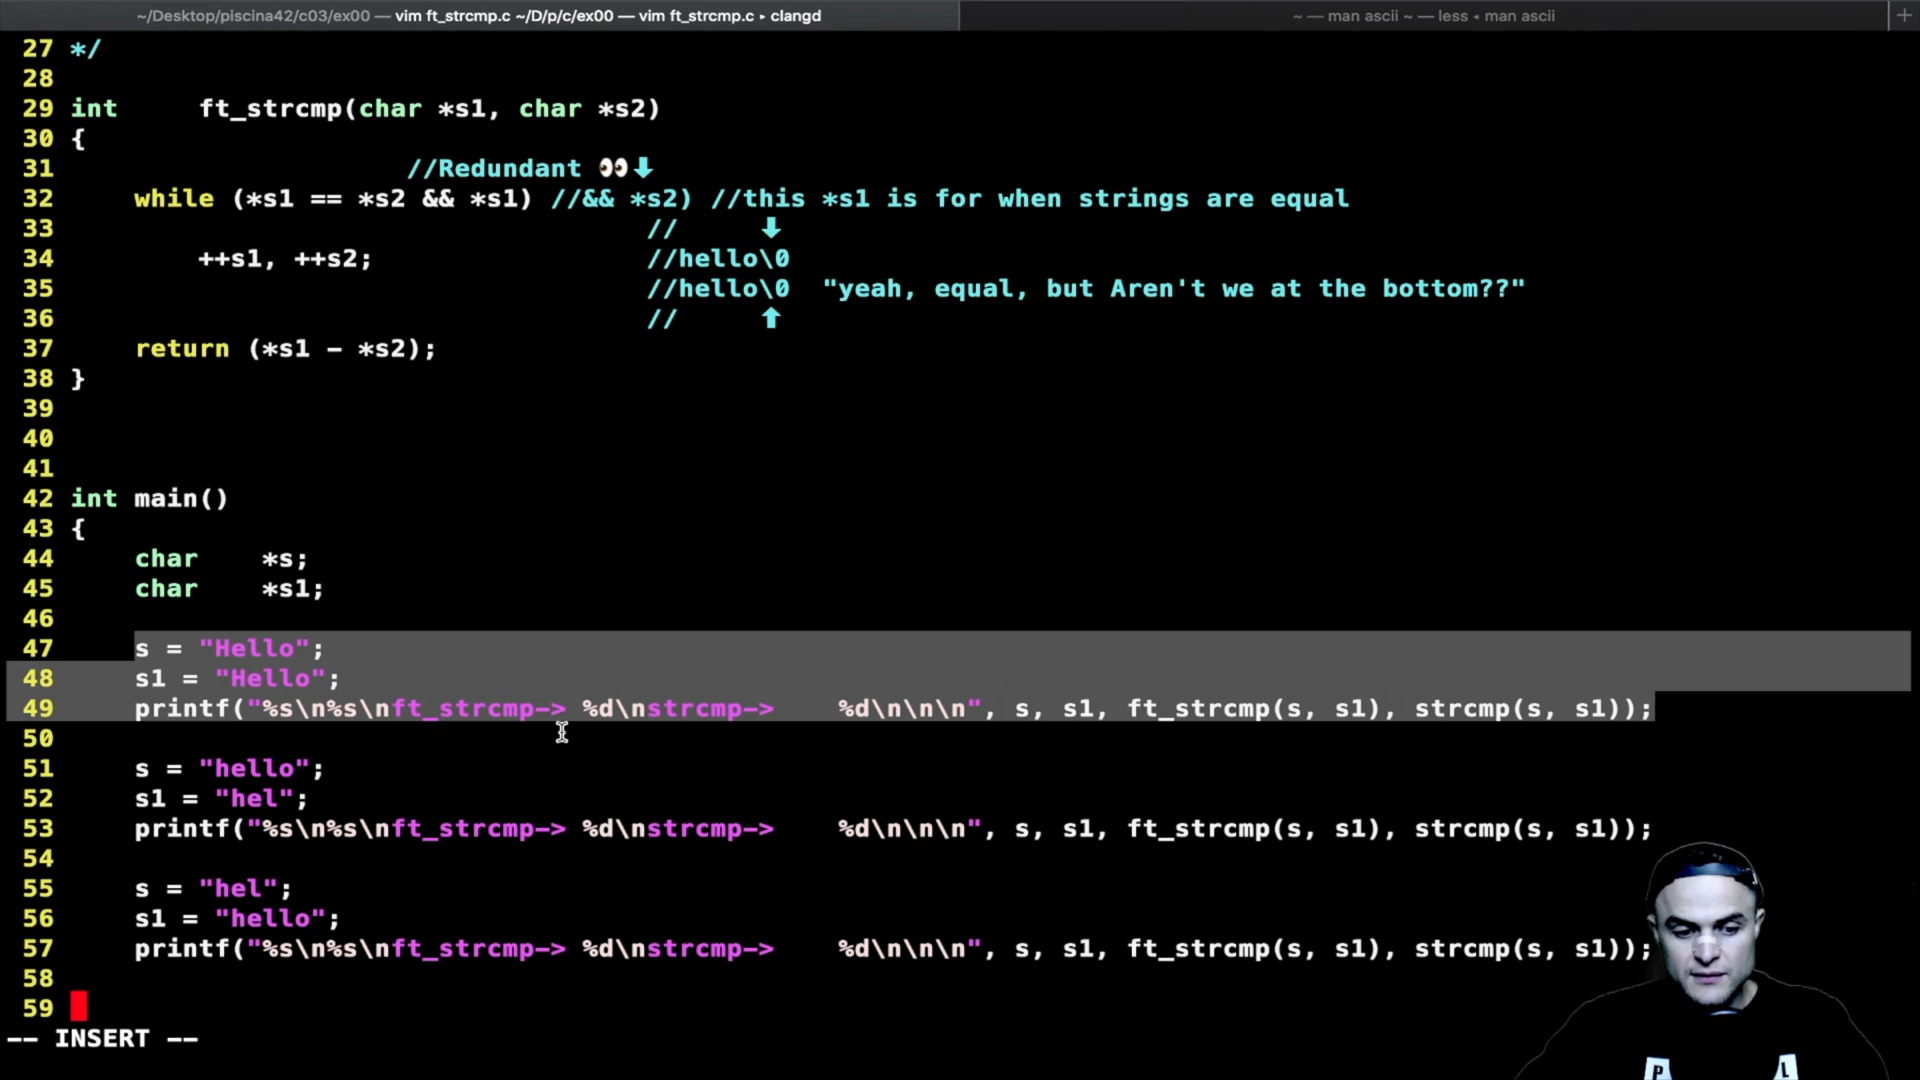 ~/Desktop/piscina42/c03/ex00 — vim ft_strcmp.c ~/D/p/c/ex00 — vim ft_strcmp.c ▸ clangd
~ — man ascii ~ — less ◂ man ascii
+
27 */
28
29 int     ft_strcmp(char *s1, char *s2)
30 {
31                      //Redundant 👀⬇
32     while (*s1 == *s2 && *s1) //&& *s2) //this *s1 is for when strings are equal
33                                     //     ⬇
34         ++s1, ++s2;                 //hello\0
35                                     //hello\0  "yeah, equal, but Aren't we at the bottom??"
36                                     //     ⬆
37     return (*s1 - *s2);
38 }
39
40
41
42 int main()
43 {
44     char    *s;
45     char    *s1;
46
47     s = "Hello";
48     s1 = "Hello";
49     printf("%s\n%s\nft_strcmp-> %d\nstrcmp->    %d\n\n\n", s, s1, ft_strcmp(s, s1), strcmp(s, s1));
50
51     s = "hello";
52     s1 = "hel";
53     printf("%s\n%s\nft_strcmp-> %d\nstrcmp->    %d\n\n\n", s, s1, ft_strcmp(s, s1), strcmp(s, s1));
54
55     s = "hel";
56     s1 = "hello";
57     printf("%s\n%s\nft_strcmp-> %d\nstrcmp->    %d\n\n\n", s, s1, ft_strcmp(s, s1), strcmp(s, s1));
58
59
-- INSERT --
P L